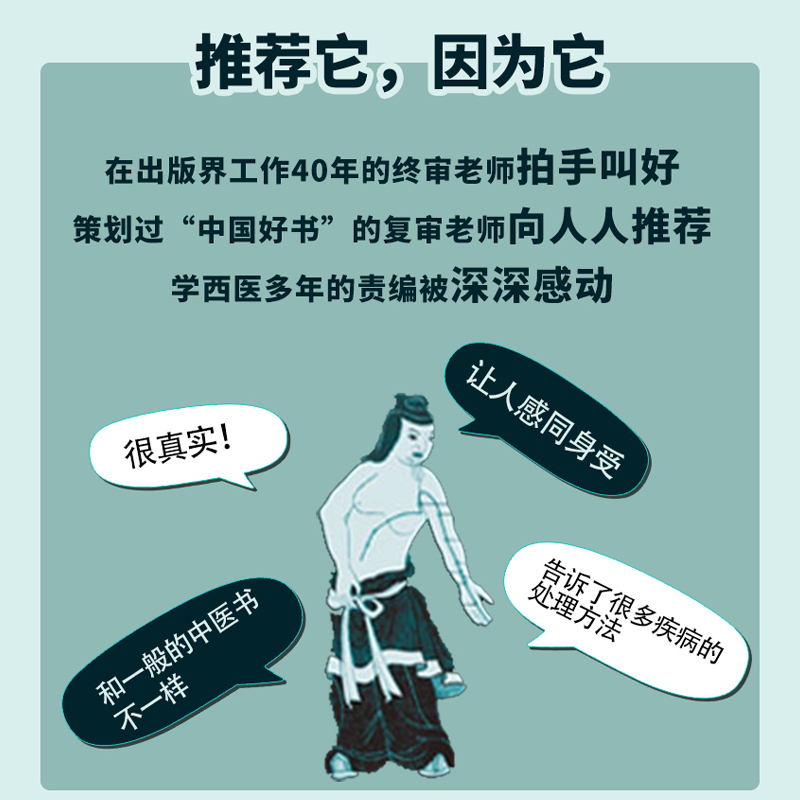 推荐它，因为它
在出版界工作40年的终审老师拍手叫好
策划过“中国好书”的复审老师向人人推荐
学西医多年的责编被深深感动
让人感同身受
很真实！
告诉了很多疾病的
处理方法
和一般的中医书
不一样